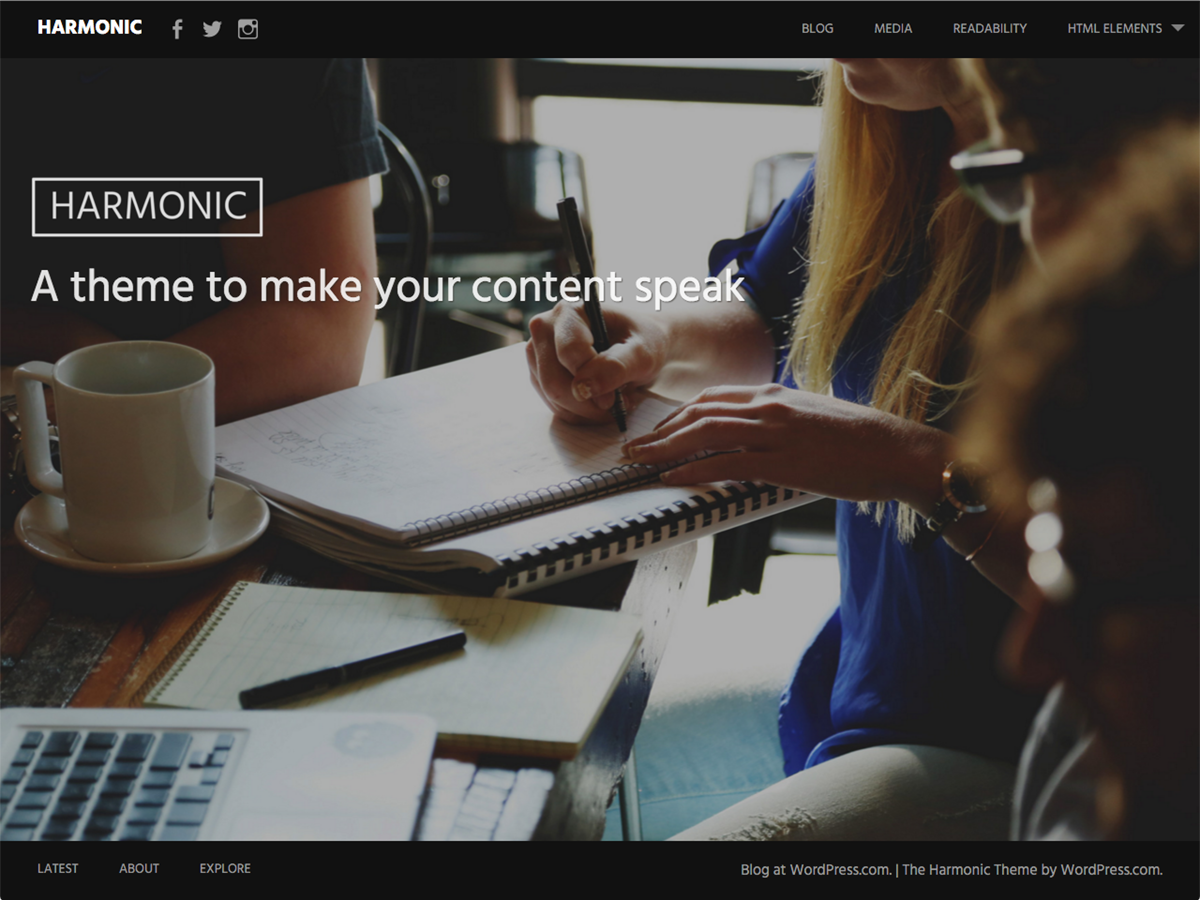 HARMONIC
BLOG MEDIA READABILITY HTML ELEMENTS
HARMONIC
A theme to make your content speak
LATEST ABOUT EXPLORE
Blog at WordPress.com. | The Harmonic Theme by WordPress.com.